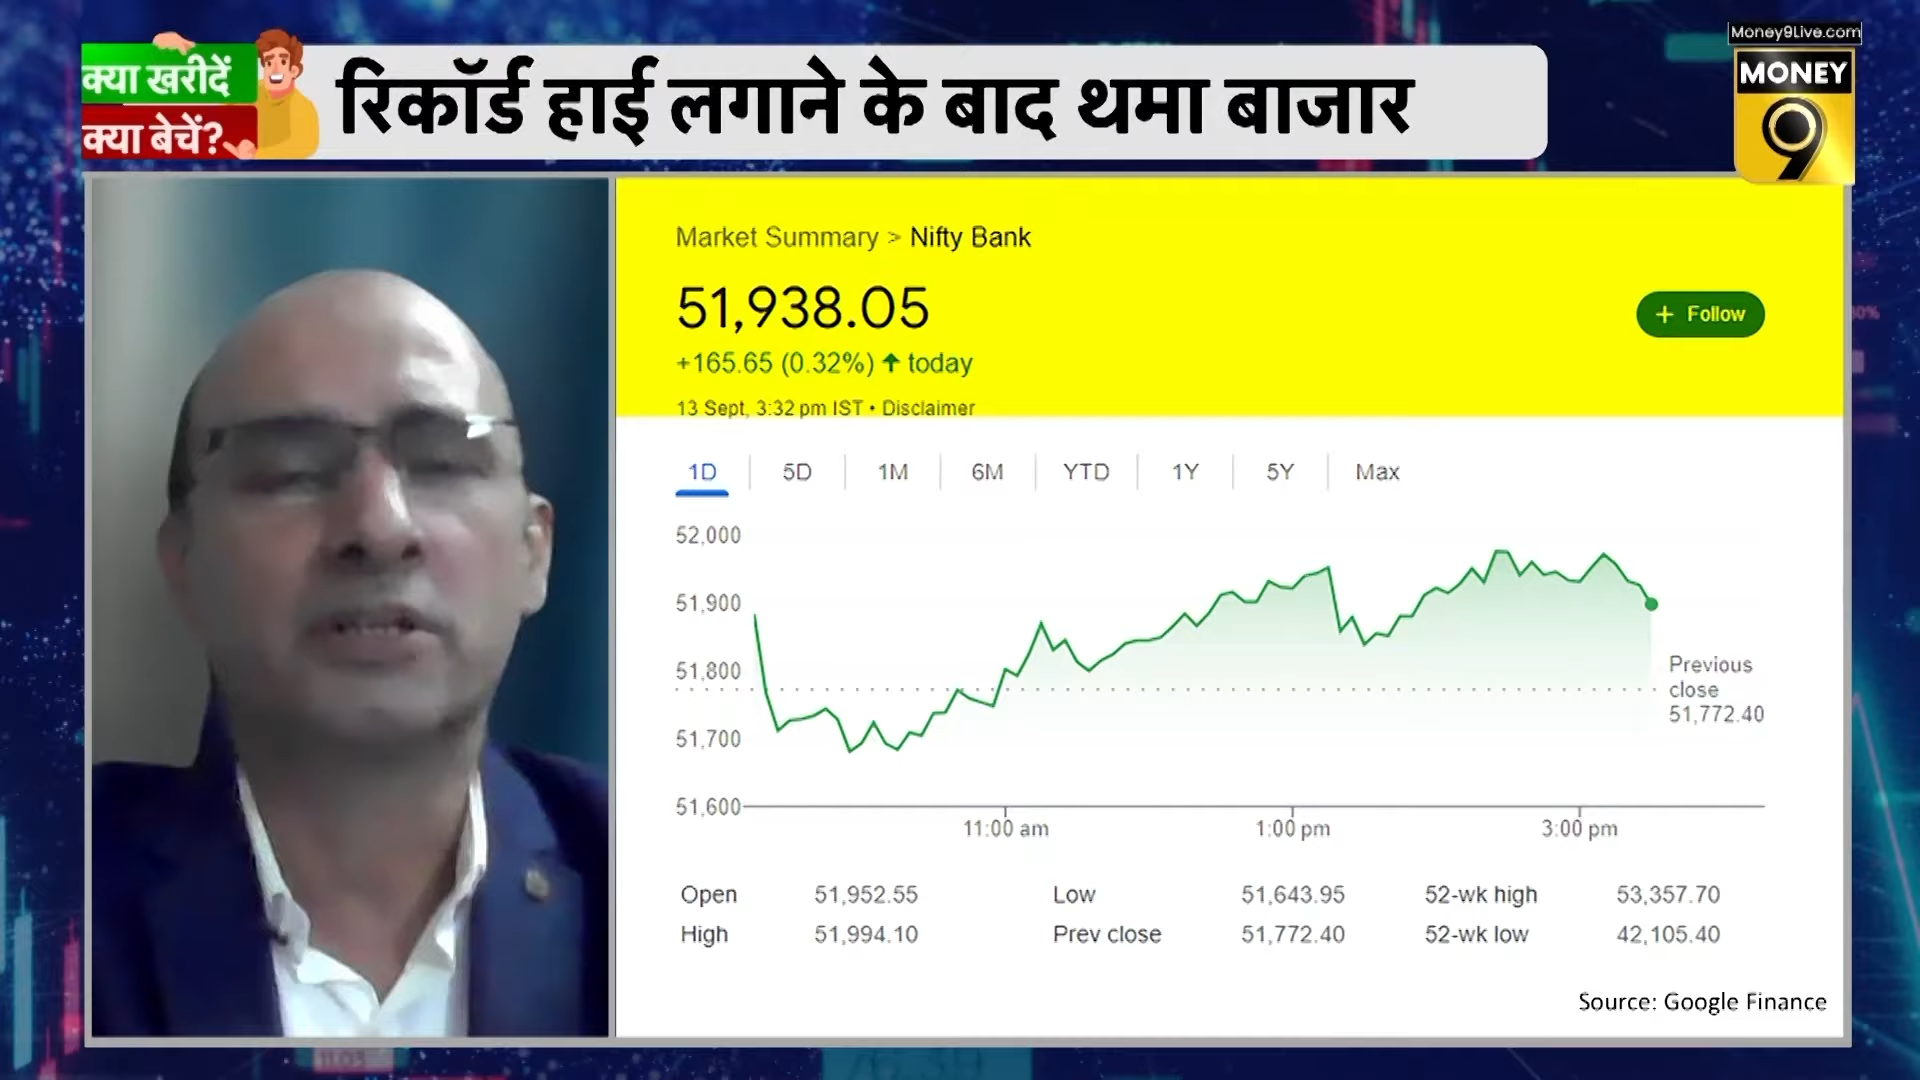 क्या खरीदें
क्या बेचें?
रिकॉर्ड हाई लगाने के बाद थमा बाजार
Money9Live.com
MONEY
9
Market Summary > Nifty Bank
51,938.05
+165.65 (0.32%) ↑ today
13 Sept, 3:32 pm IST • Disclaimer
+ Follow
1D 5D 1M 6M YTD 1Y 5Y Max
52,000
51,900
51,800
51,700
51,600
Previous
close
51,772.40
11:00 am 1:00 pm 3:00 pm
Open 51,952.55 Low 51,643.95 52-wk high 53,357.70
High 51,994.10 Prev close 51,772.40 52-wk low 42,105.40
Source: Google Finance